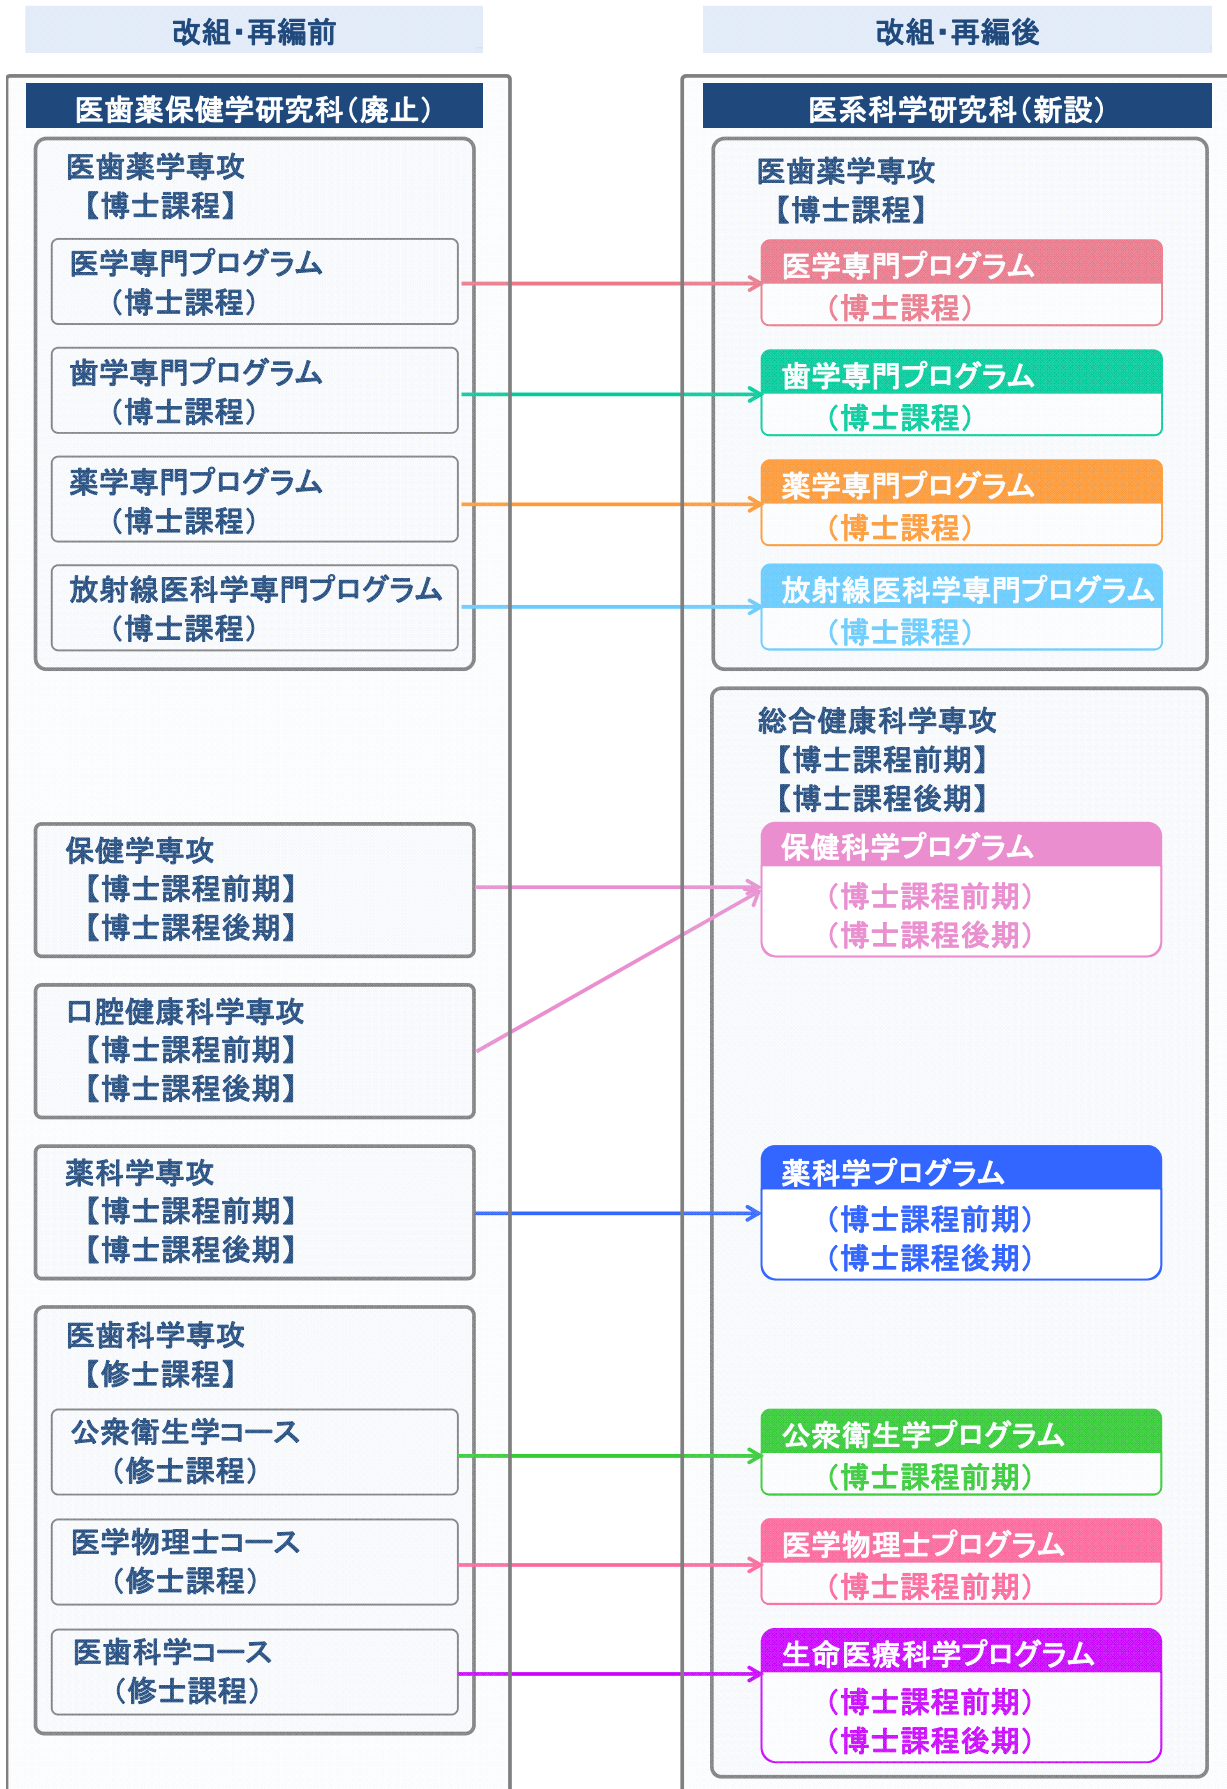 改組・再編前
医歯薬保健学研究科（廃止）
医歯薬学専攻
【博士課程】
医学専門プログラム
（博士課程）
歯学専門プログラム
（博士課程）
薬学専門プログラム
（博士課程）
放射線医科学専門プログラム
（博士課程）
保健学専攻
【博士課程前期】
【博士課程後期】
口腔健康科学専攻
【博士課程前期】
【博士課程後期】
薬科学専攻
【博士課程前期】
【博士課程後期】
医歯科学専攻
【修士課程】
公衆衛生学コース
（修士課程）
医学物理士コース
（修士課程）
医歯科学コース
（修士課程）
改組・再編後
医系科学研究科（新設）
医歯薬学専攻
【博士課程】
医学専門プログラム
（博士課程）
歯学専門プログラム
（博士課程）
薬学専門プログラム
（博士課程）
放射線医科学専門プログラム
（博士課程）
総合健康科学専攻
【博士課程前期】
【博士課程後期】
保健科学プログラム
（博士課程前期）
（博士課程後期）
薬科学プログラム
（博士課程前期）
（博士課程後期）
公衆衛生学プログラム
（博士課程前期）
医学物理士プログラム
（博士課程前期）
生命医療科学プログラム
（博士課程前期）
（博士課程後期）